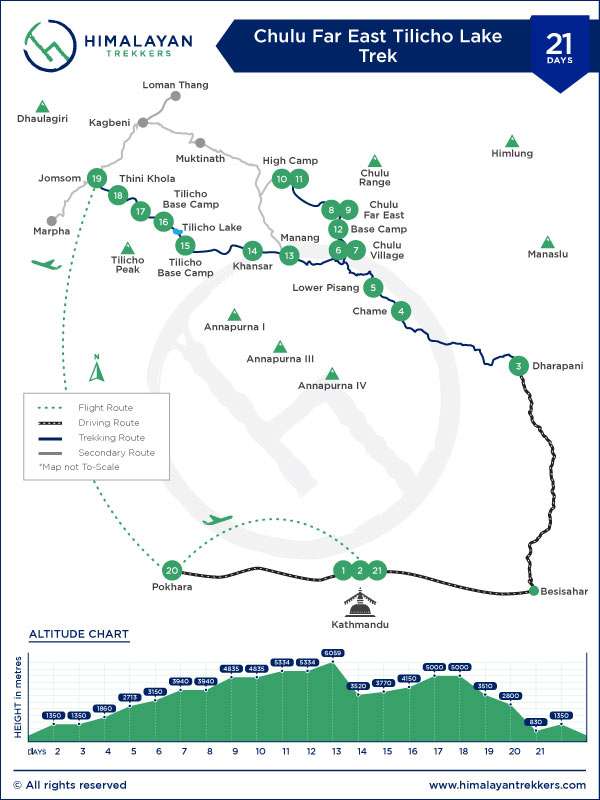 HIMALAYAN
TREKKERS
Chulu Far East Tilicho Lake
Trek
21
DAYS
Loman Thang
Dhaulagiri
Kagbeni
Muktinath
High Camp
10 11
Chulu
Range
Himlung
Jomsom
19
Thini Khola
18
17
Tilicho
Base Camp
16
Marpha
Tilicho Lake
Tilicho
Peak
15
Tilicho
Base Camp
14
Khansar
Manang
13
8 9
Chulu
Far East
12
Base Camp
6 7
Chulu
Village
Manaslu
Lower Pisang
5
Chame
4
Annapurna I
Annapurna III
Annapurna IV
3
Dharapani
N
Flight Route
Driving Route
Trekking Route
Secondary Route
*Map not To-Scale
20
Pokhara
1 2 21
Kathmandu
Besisahar
ALTITUDE CHART
HEIGHT in metres
1350 1350 1860 2713 3150 3940 3940 4835 4835 5334 5334 6059 3520 3770 4150 5000 5000 3510 2800 830 1350
DAYS 1 2 3 4 5 6 7 8 9 10 11 12 13 14 15 16 17 18 19 20 21
© All rights reserved
www.himalayantrekkers.com